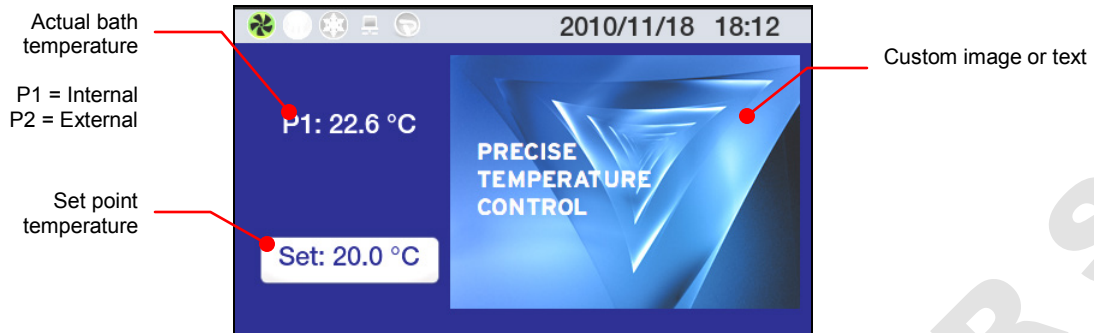 Actual bath
temperature
P1 = Internal
P2 = External
Set point
temperature
2010/11/18 18:12
P1: 22.6 °C
Set: 20.0 °C
PRECISE
TEMPERATURE
CONTROL
Custom image or text
R S